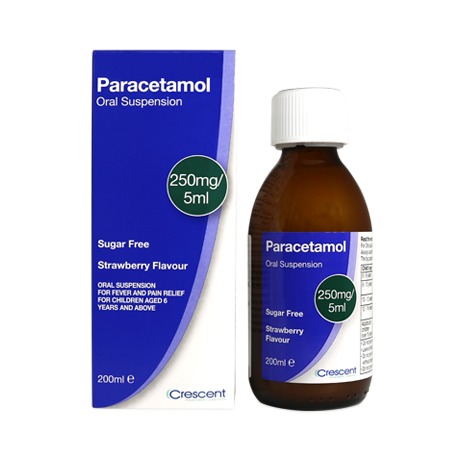 Paracetamol
Oral Suspension
250mg/
5ml
Sugar Free
Strawberry Flavour
ORAL SUSPENSION
FOR FEVER AND PAIN RELIEF
FOR CHILDREN AGED 6
YEARS AND ABOVE
200ml ℮
Crescent
Paracetamol
Oral Suspension
250mg/
5ml
Sugar Free
Strawberry
Flavour
200ml ℮
Crescent